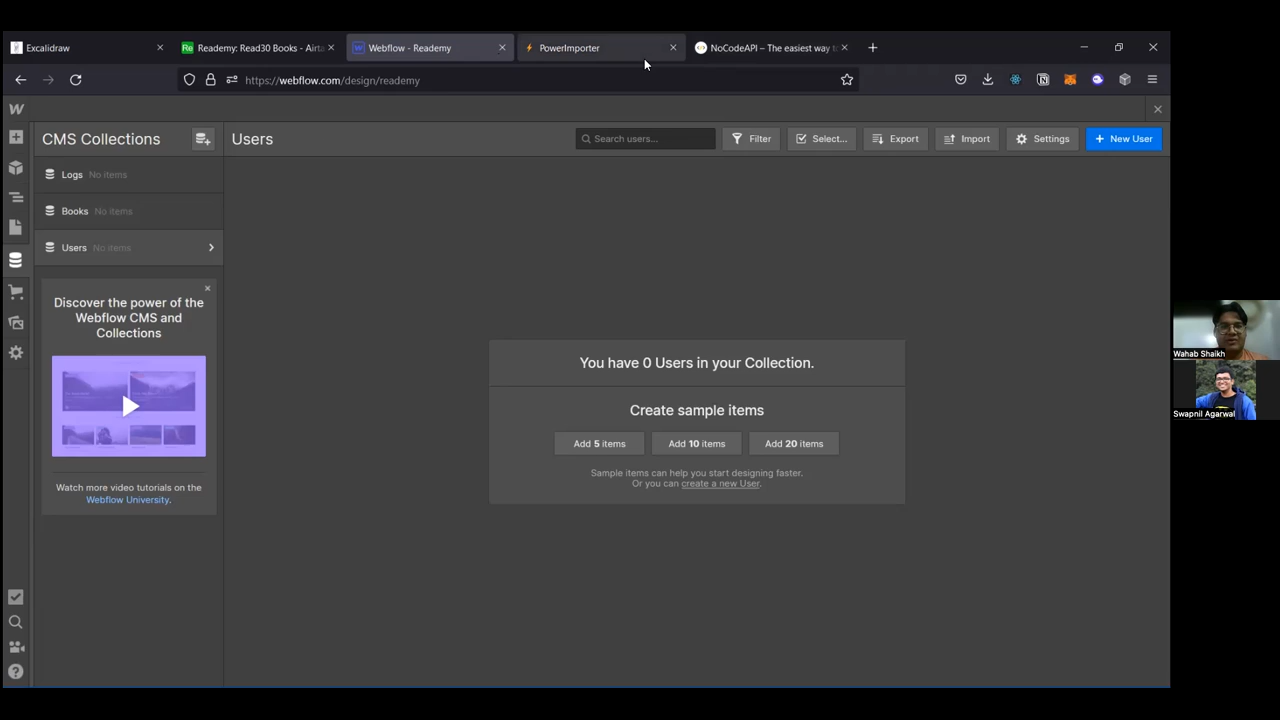 Excalidraw
Re Reademy: Read30 Books - Airta
Webflow - Reademy
PowerImporter
NoCodeAPI – The easiest way to
https://webflow.com/design/reademy
CMS Collections
Users
Search users...
Filter
Select...
Export
Import
Settings
New User
Logs No items
Books No items
Users No items
Discover the power of the
Webflow CMS and
Collections
Watch more video tutorials on the
Webflow University.
You have 0 Users in your Collection.
Create sample items
Add 5 items
Add 10 items
Add 20 items
Sample items can help you start designing faster.
Or you can create a new User.
Wahab Shaikh
Swapnil Agarwal